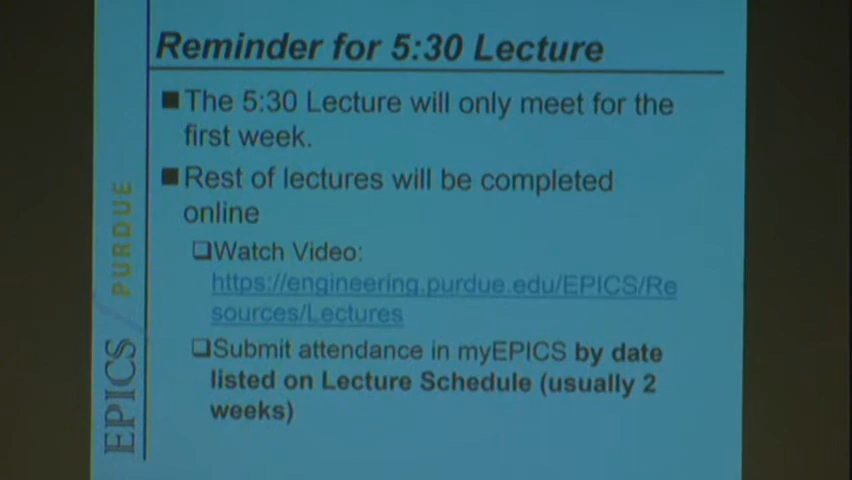 Reminder for 5:30 Lecture
■The 5:30 Lecture will only meet for the
first week.
■Rest of lectures will be completed
online
❑Watch Video:
https://engineering.purdue.edu/EPICS/Re
sources/Lectures
❑Submit attendance in myEPICS by date
listed on Lecture Schedule (usually 2
weeks)
EPICS
PURDUE